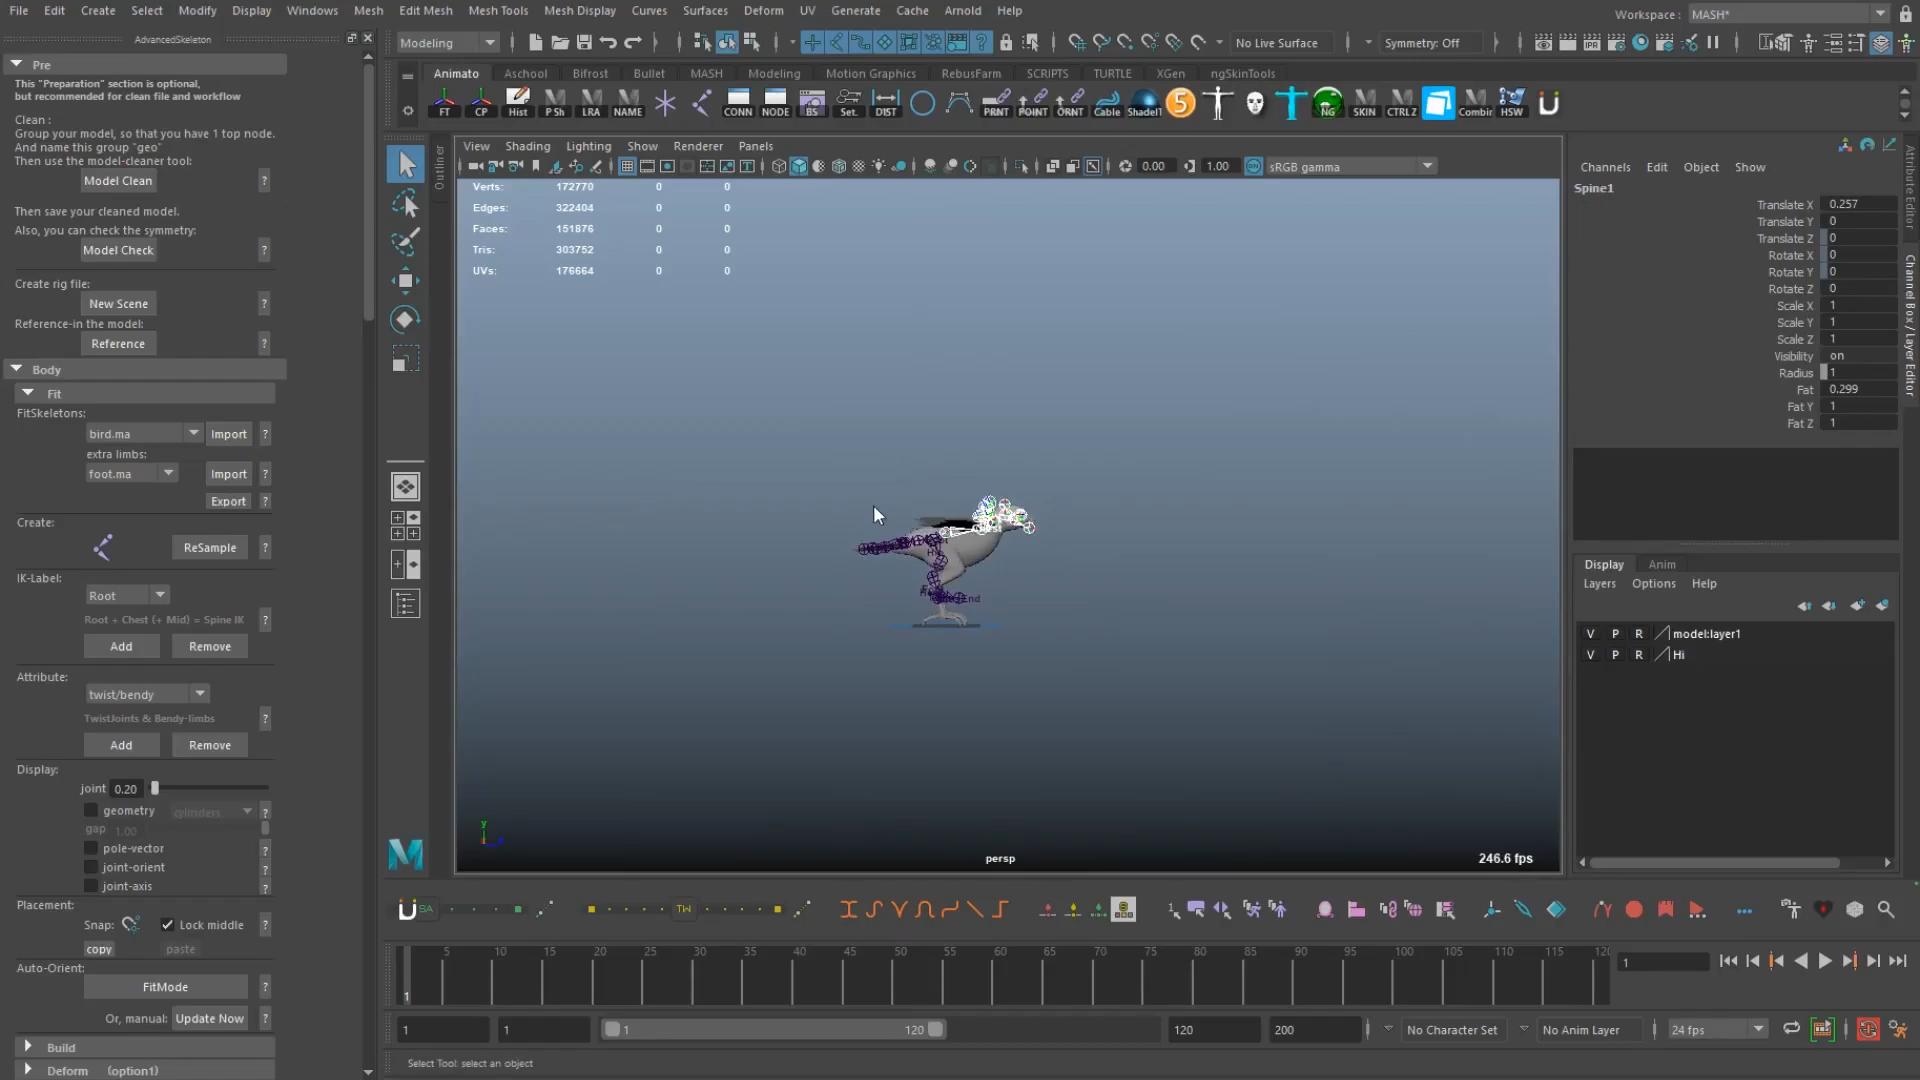 File Edit Create Select Modify Display Windows Mesh Edit Mesh Mesh Tools Mesh Display Curves Surfaces Deform UV Generate Cache Arnold Help
Workspace : MASH*
AdvancedSkeleton
Modeling
No Live Surface
Symmetry: Off
Animato Aschool Bifrost Bullet MASH Modeling Motion Graphics RebusFarm SCRIPTS TURTLE XGen ngSkinTools
FT CP Hist P Sh LRA NAME CONN NODE BS Set. DIST PRNT POINT ORNT Cable ShadeIT 5 NG SKIN CTRLZ Combir HSW
Pre
This "Preparation" section is optional,
but recommended for clean file and workflow
Clean :
Group your model, so that you have 1 top node.
And name this group "geo"
Then use the model-cleaner tool:
Model Clean ?
Then save your cleaned model.
Also, you can check the symmetry:
Model Check ?
Create rig file:
New Scene ?
Reference-in the model:
Reference ?
Body
Fit
FitSkeletons:
bird.ma Import ?
extra limbs:
foot.ma Import ?
Export ?
Create:
ReSample ?
IK-Label:
Root
Root + Chest (+ Mid) = Spine IK ?
Add Remove
Attribute:
twist/bendy
TwistJoints & Bendy-limbs ?
Add Remove
Display:
joint 0.20
geometry cylinders ?
gap 1.00
pole-vector ?
joint-orient ?
joint-axis ?
Placement:
Snap: Lock middle ?
copy paste
Auto-Orient:
FitMode ?
Or, manual: Update Now ?
Build
Deform (option1)
Outliner
View Shading Lighting Show Renderer Panels
0.00 1.00 sRGB gamma
Verts: 172770 0 0
Edges: 322404 0 0
Faces: 151876 0 0
Tris: 303752 0 0
UVs: 176664 0 0
y
persp
246.6 fps
Channels Edit Object Show
Spine1
Translate X 0.257
Translate Y 0
Translate Z 0
Rotate X 0
Rotate Y 0
Rotate Z 0
Scale X 1
Scale Y 1
Scale Z 1
Visibility on
Radius 1
Fat 0.299
Fat Y 1
Fat Z 1
Attribute Editor
Channel Box / Layer Editor
Display Anim
Layers Options Help
V P R model:layer1
V P R Hi
SA TW
5 10 15 20 25 30 35 40 45 50 55 60 65 70 75 80 85 90 95 100 105 110 115 120
1
1
1 1 1 120 120 200 No Character Set No Anim Layer 24 fps
Select Tool: select an object